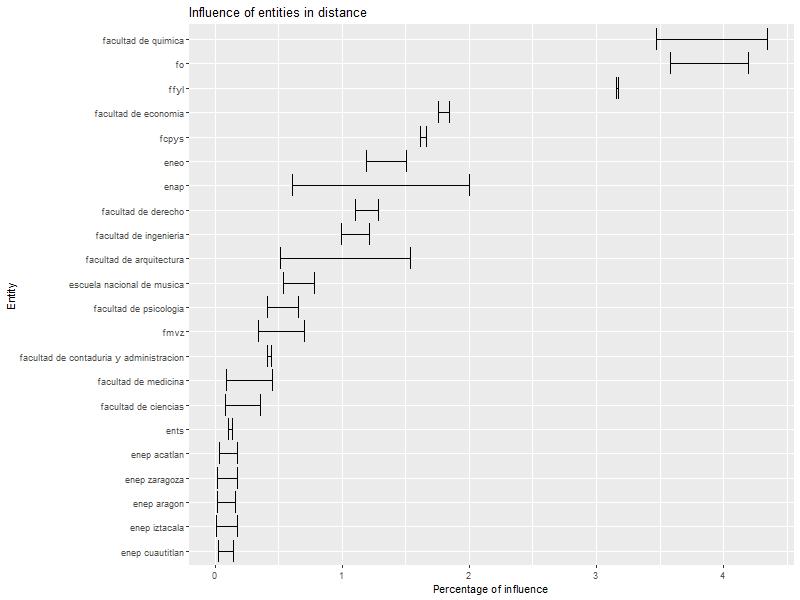 Influence of entities in distance
facultad de quimica
fo
ffyl
facultad de economia
fcpys
eneo
enap
facultad de derecho
facultad de ingenieria
facultad de arquitectura
escuela nacional de musica
facultad de psicologia
fmvz
facultad de contaduria y administracion
facultad de medicina
facultad de ciencias
ents
enep acatlan
enep zaragoza
enep aragon
enep iztacala
enep cuautitlan
Entity
0 1 2 3 4
Percentage of influence